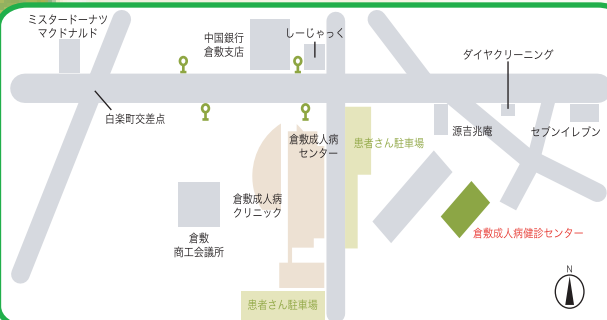 ミスタードーナツ
マクドナルド
中国銀行
倉敷支店
しーじゃっく
ダイヤクリーニング
白楽町交差点
倉敷成人病
センター
患者さん駐車場
源吉兆庵
セブンイレブン
倉敷成人病
クリニック
倉敷
商工会議所
倉敷成人病健診センター
患者さん駐車場
N